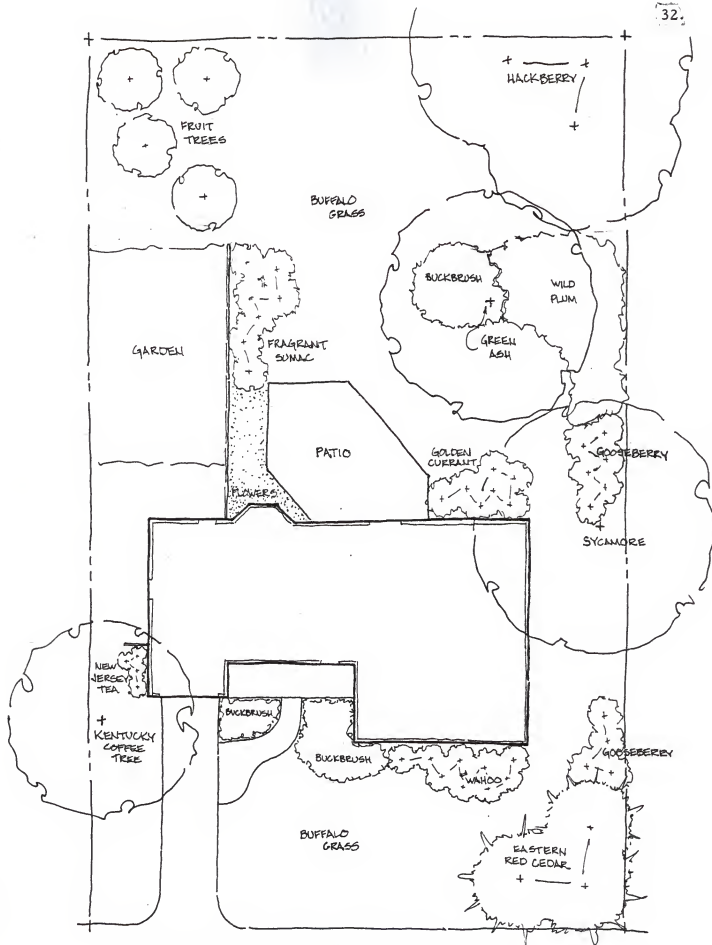 32.
HACKBERRY
FRUIT
TREES
BUFFALO
GRASS
BUCKBRUSH
WILD
PLUM
GREEN
ASH
GARDEN
FRAGRANT
SUMAC
PATIO
GOLDEN
CURRANT
GOOSEBERRY
FLOWERS
SYCAMORE
NEW
JERSEY
TEA
KENTUCKY
COFFEE
TREE
BUCKBRUSH
BUCKBRUSH
WAHOO
GOOSEBERRY
BUFFALO
GRASS
EASTERN
RED CEDAR